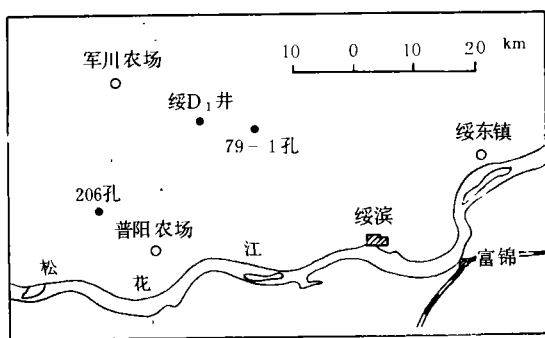 军川农场
10 0 10 20 km
绥D₁井
79-1孔
绥东镇
206孔
普阳农场
绥滨
松花江
富锦